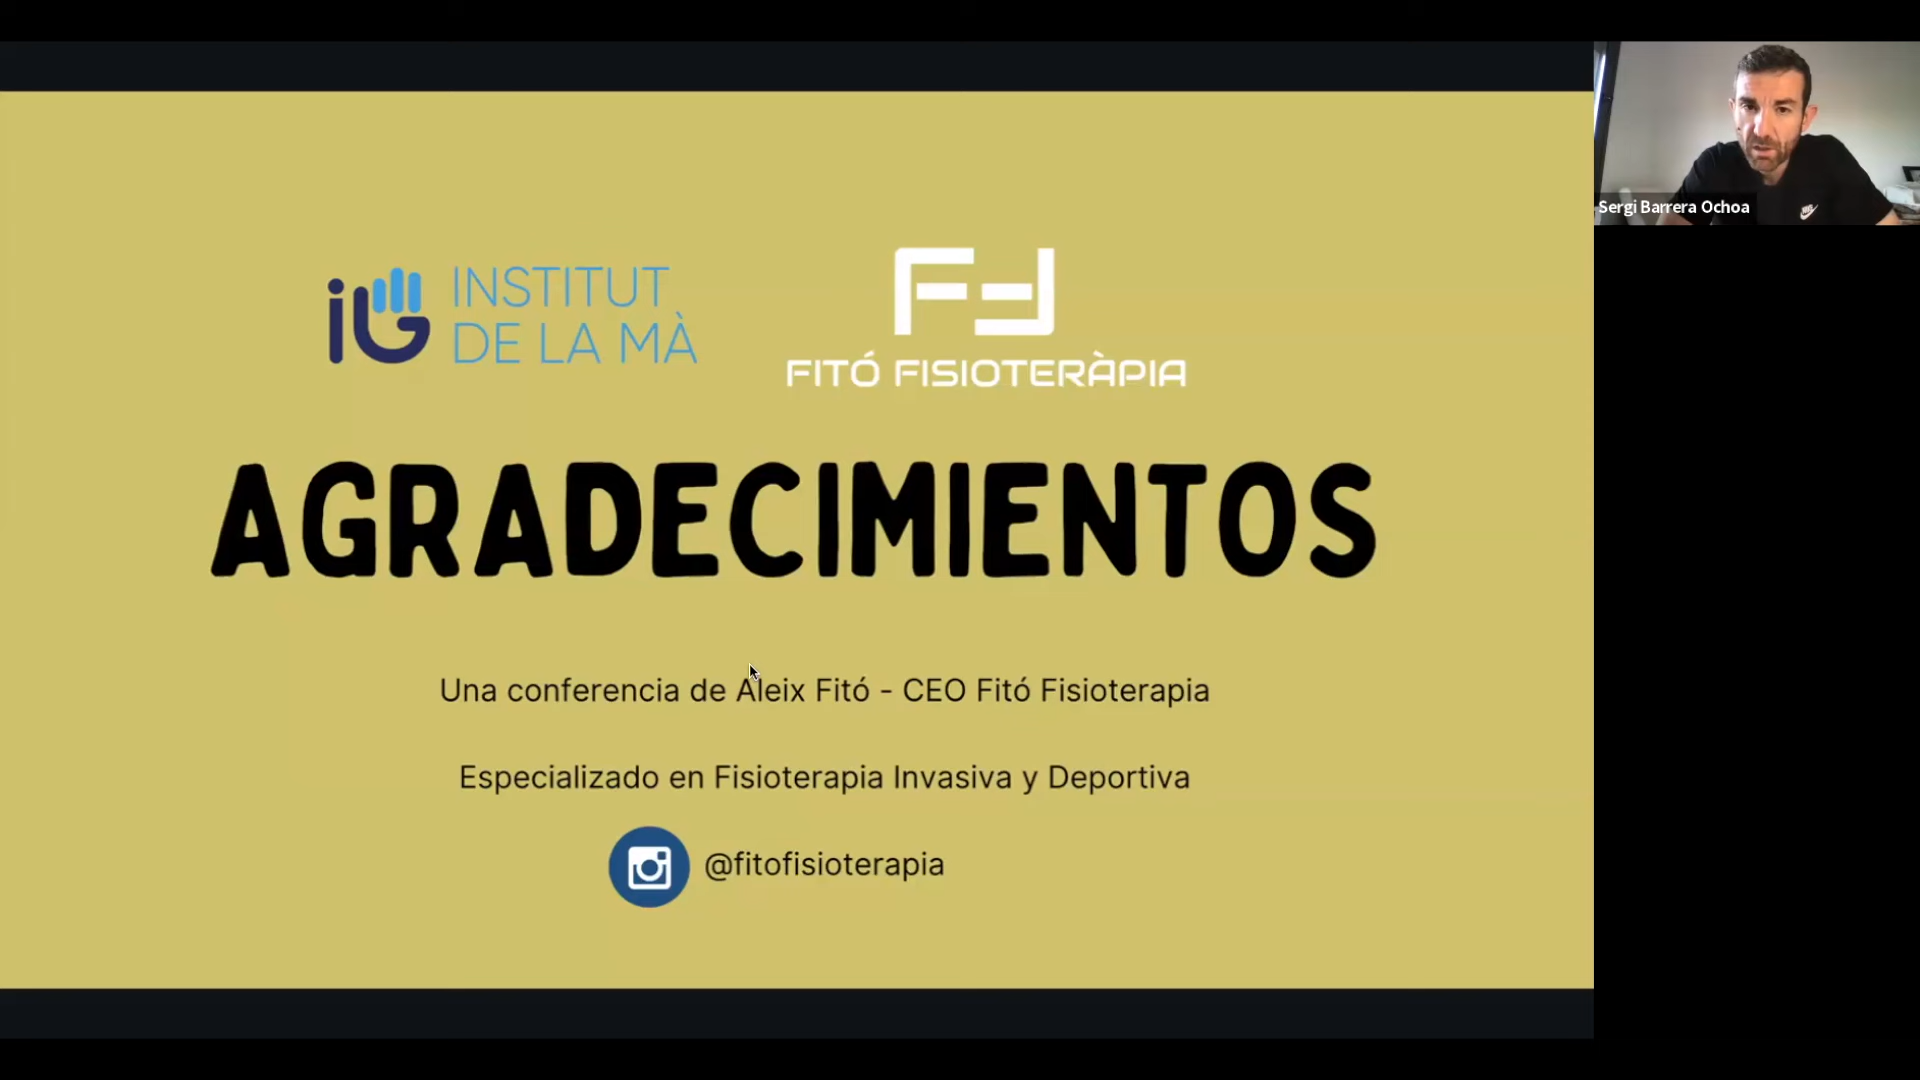 INSTITUT
DE LA MÀ
FITÓ FISIOTERÀPIA
AGRADECIMIENTOS
Una conferencia de Aleix Fitó - CEO Fitó Fisioterapia
Especializado en Fisioterapia Invasiva y Deportiva
@fitofisioterapia
Sergi Barrera Ochoa